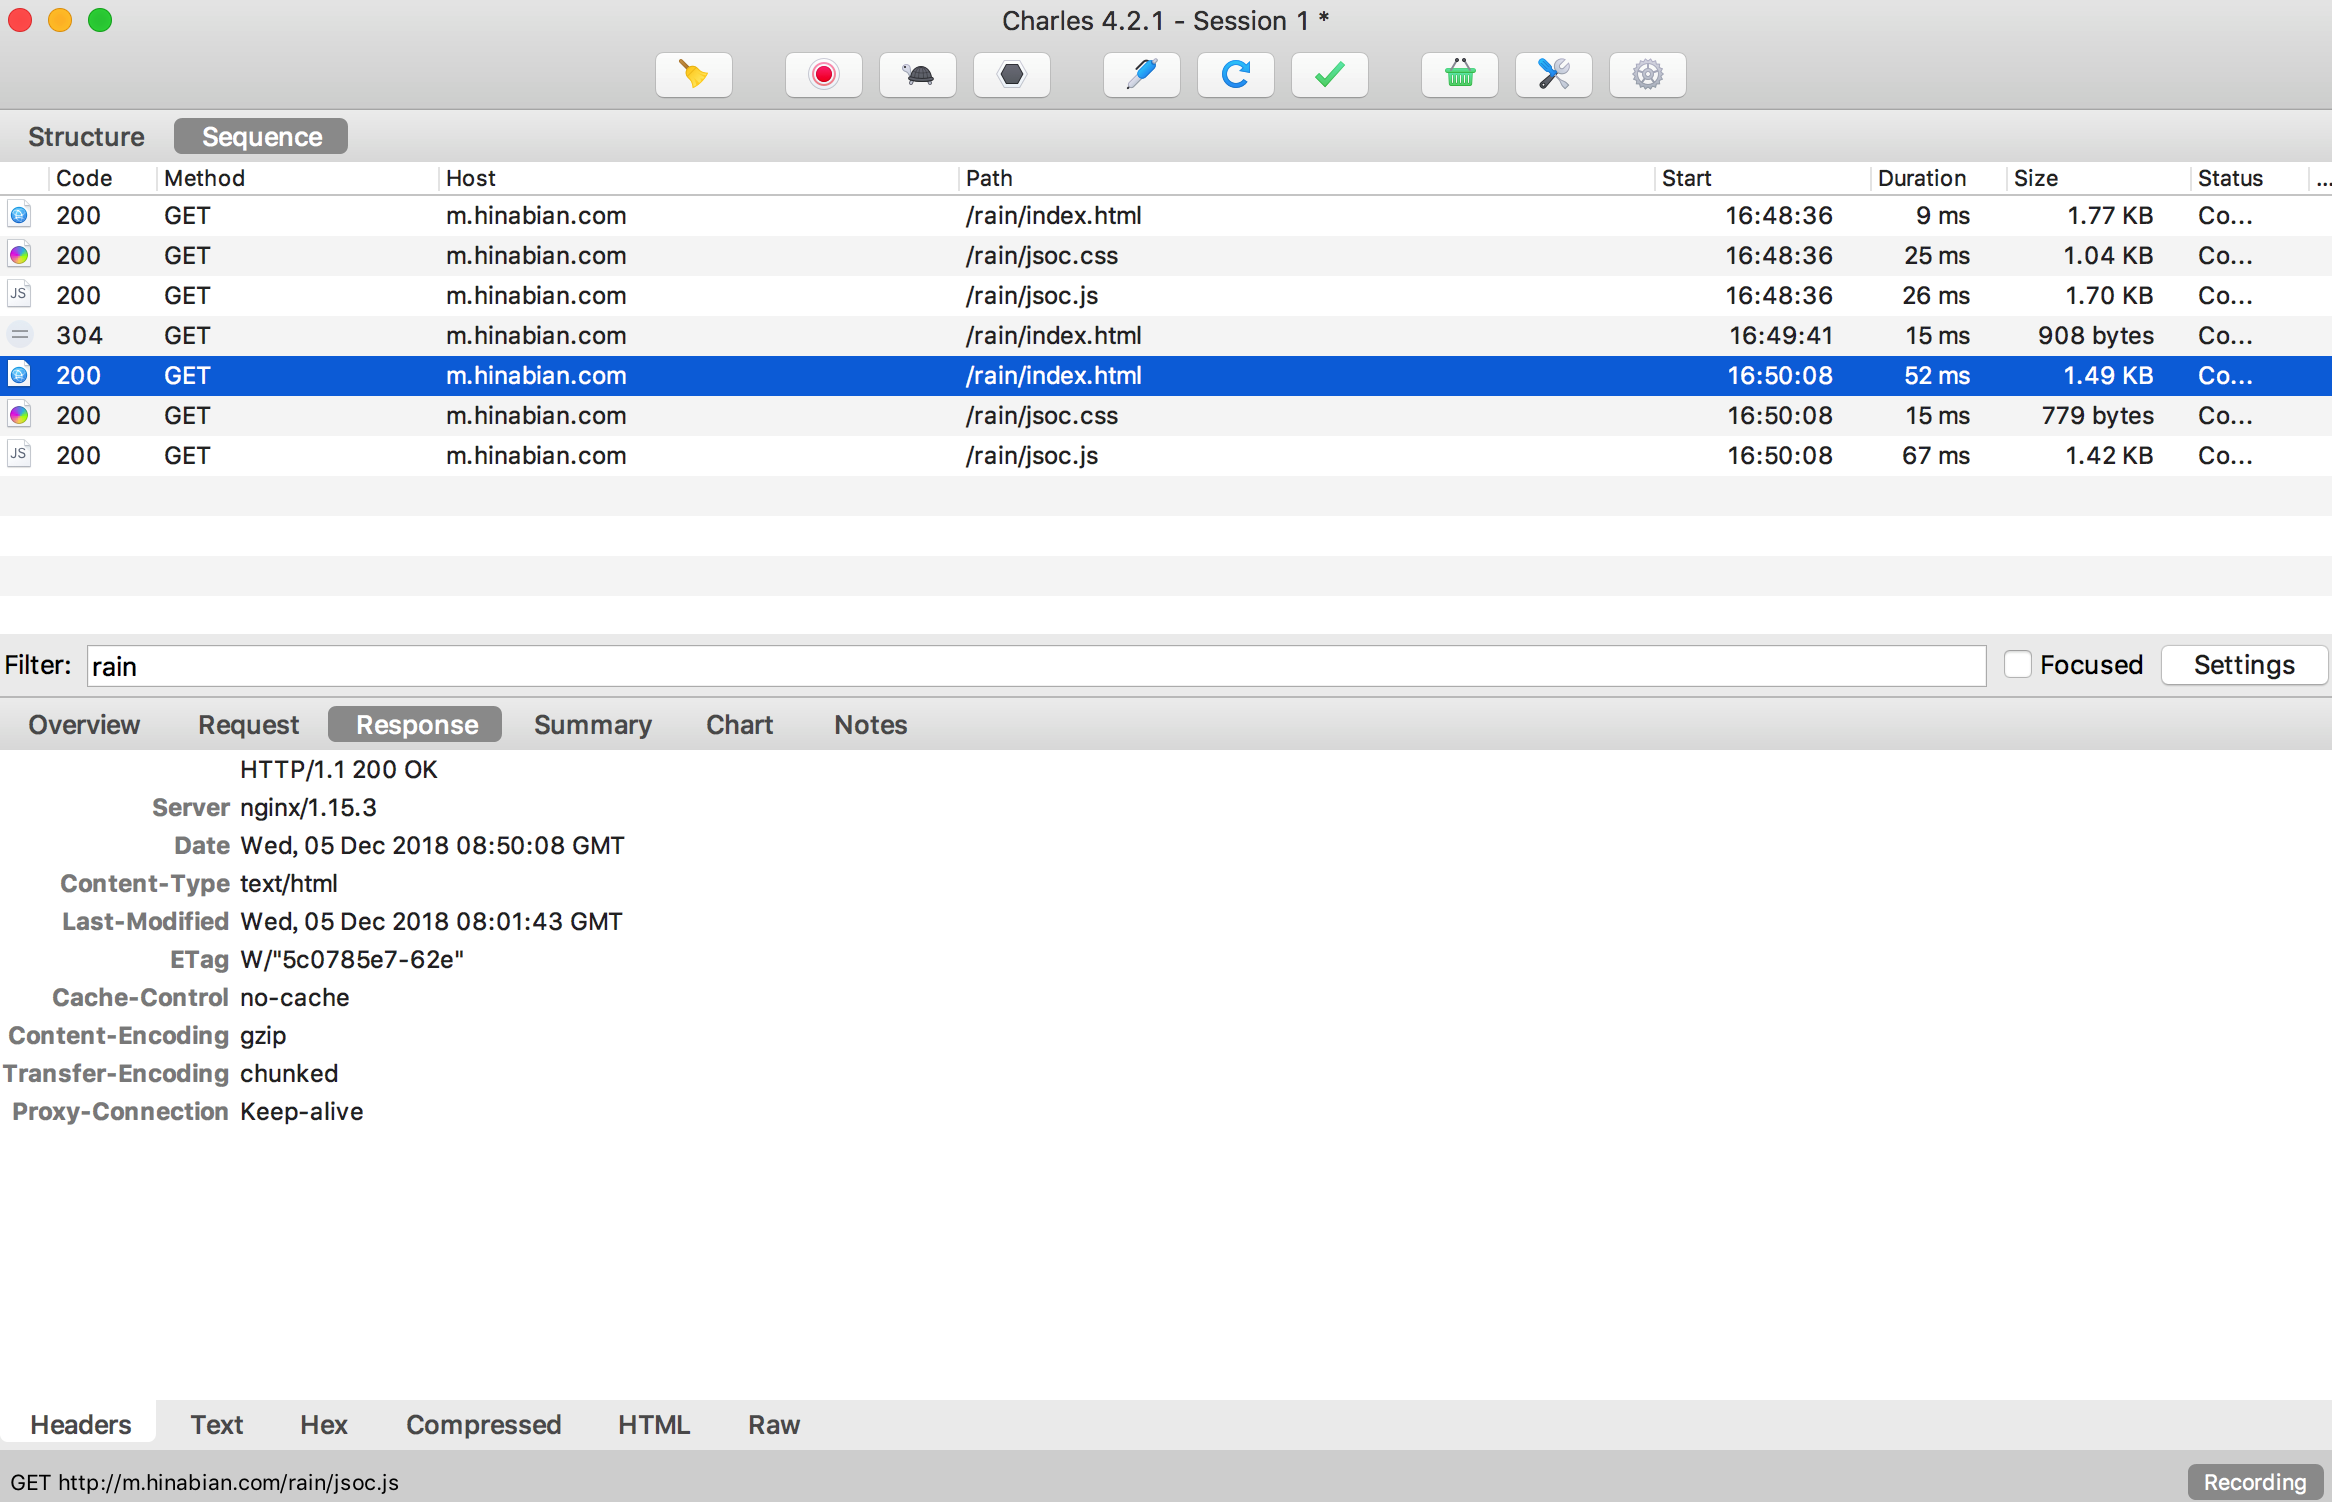 Charles 4.2.1 - Session 1 *
Structure Sequence
Code Method Host Path Start Duration Size Status ...
200 GET m.hinabian.com /rain/index.html 16:48:36 9 ms 1.77 KB Co...
200 GET m.hinabian.com /rain/jsoc.css 16:48:36 25 ms 1.04 KB Co...
JS 200 GET m.hinabian.com /rain/jsoc.js 16:48:36 26 ms 1.70 KB Co...
304 GET m.hinabian.com /rain/index.html 16:49:41 15 ms 908 bytes Co...
200 GET m.hinabian.com /rain/index.html 16:50:08 52 ms 1.49 KB Co...
200 GET m.hinabian.com /rain/jsoc.css 16:50:08 15 ms 779 bytes Co...
JS 200 GET m.hinabian.com /rain/jsoc.js 16:50:08 67 ms 1.42 KB Co...
Filter: rain Focused Settings
Overview Request Response Summary Chart Notes
HTTP/1.1 200 OK
Server nginx/1.15.3
Date Wed, 05 Dec 2018 08:50:08 GMT
Content-Type text/html
Last-Modified Wed, 05 Dec 2018 08:01:43 GMT
ETag W/"5c0785e7-62e"
Cache-Control no-cache
Content-Encoding gzip
Transfer-Encoding chunked
Proxy-Connection Keep-alive
Headers Text Hex Compressed HTML Raw
GET http://m.hinabian.com/rain/jsoc.js Recording